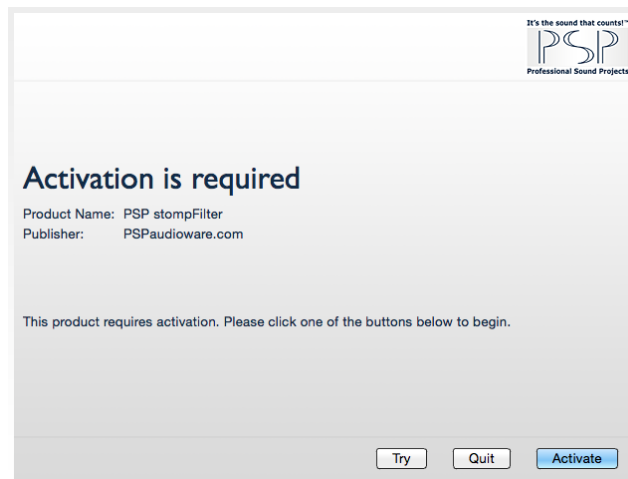 It's the sound that counts!™
PSP
Professional Sound Projects
Activation is required
Product Name: PSP stompFilter
Publisher: PSPaudioware.com
This product requires activation. Please click one of the buttons below to begin.
Try Quit Activate